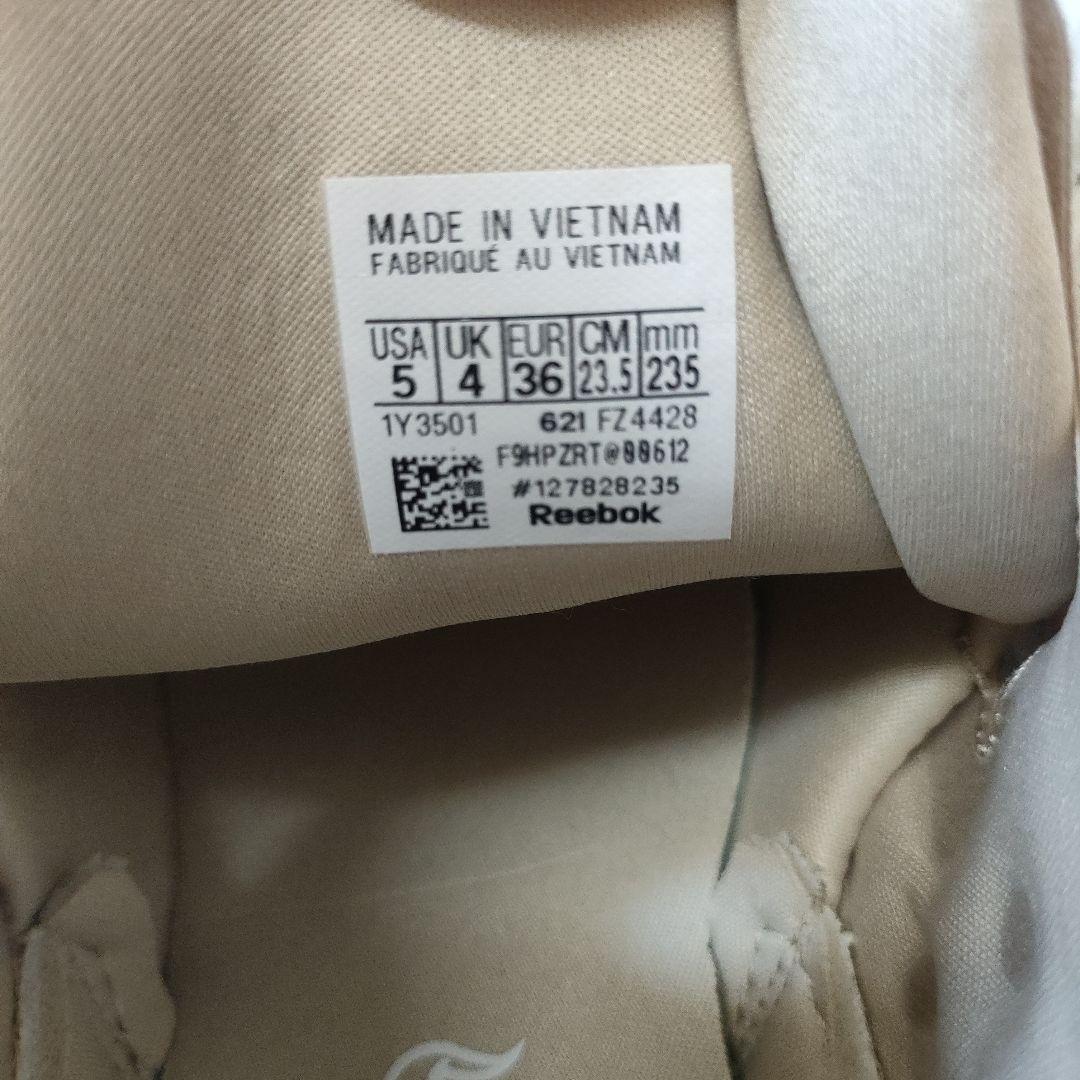 MADE IN VIETNAM
FABRIQUÉ AU VIETNAM
USA UK EUR CM mm
5 4 36 23.5 235
1Y3501 621 FZ4428
F9HPZRT@00612
#127828235
Reebok